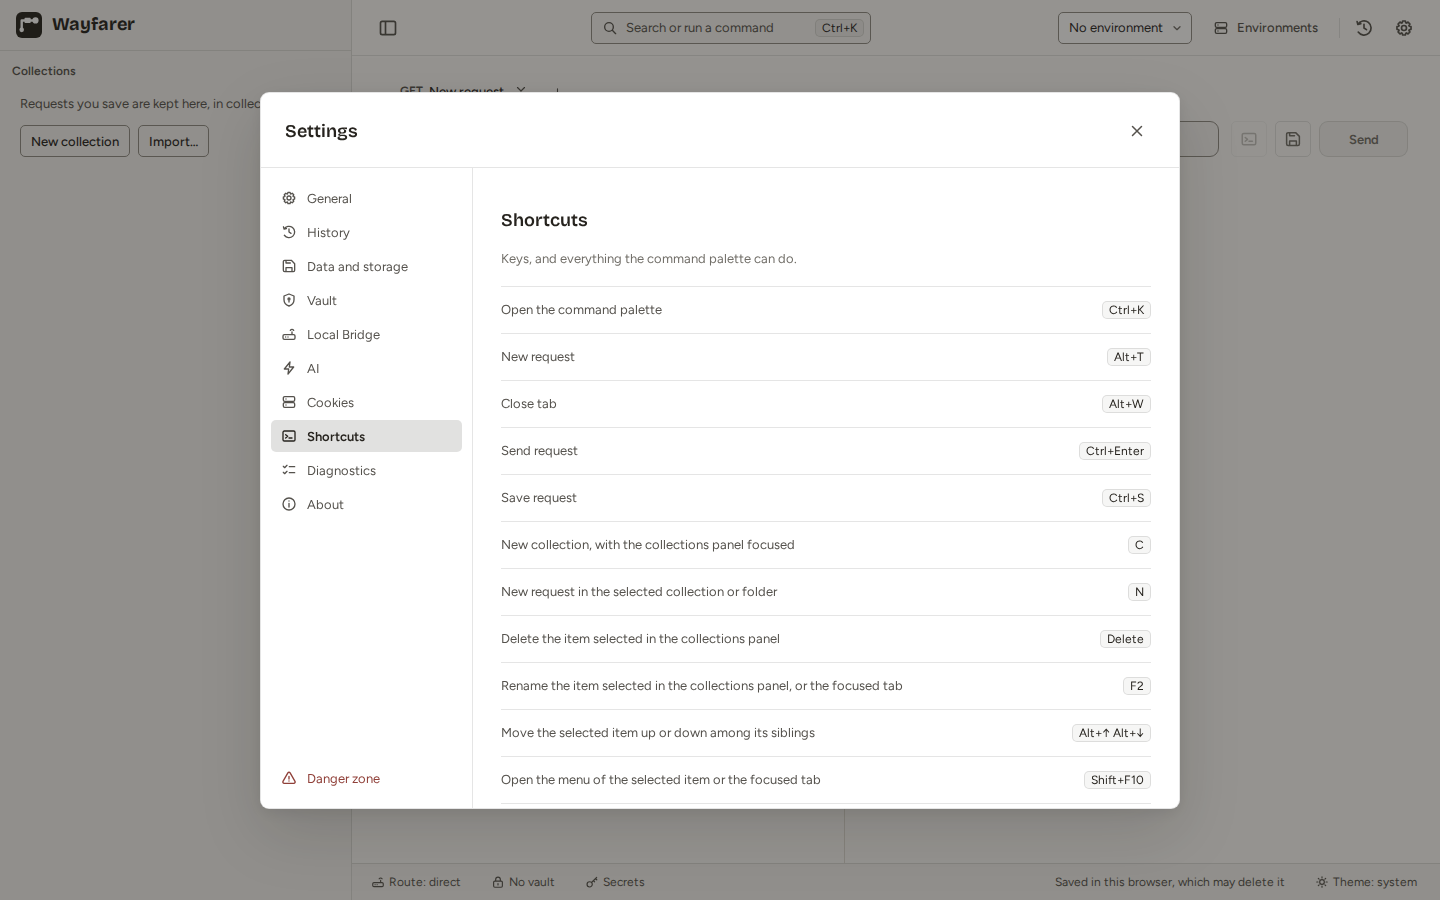 Wayfarer
Search or run a command
Ctrl+K
No environment
Environments
Collections
Requests you save are kept here, in collec
New collection
Import...
GET New request
Send
Settings
General
History
Data and storage
Vault
Local Bridge
AI
Cookies
Shortcuts
Diagnostics
About
Danger zone
Shortcuts
Keys, and everything the command palette can do.
Open the command palette
Ctrl+K
New request
Alt+T
Close tab
Alt+W
Send request
Ctrl+Enter
Save request
Ctrl+S
New collection, with the collections panel focused
C
New request in the selected collection or folder
N
Delete the item selected in the collections panel
Delete
Rename the item selected in the collections panel, or the focused tab
F2
Move the selected item up or down among its siblings
Alt+↑ Alt+↓
Open the menu of the selected item or the focused tab
Shift+F10
Route: direct
No vault
Secrets
Saved in this browser, which may delete it
Theme: system